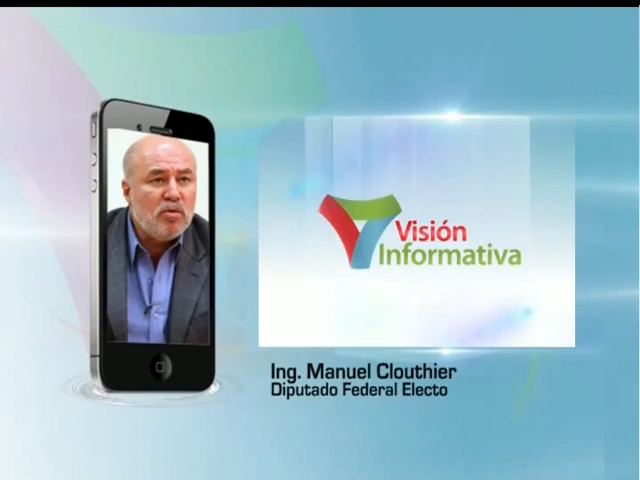 Visión
Informativa
Ing. Manuel Clouthier
Diputado Federal Electo